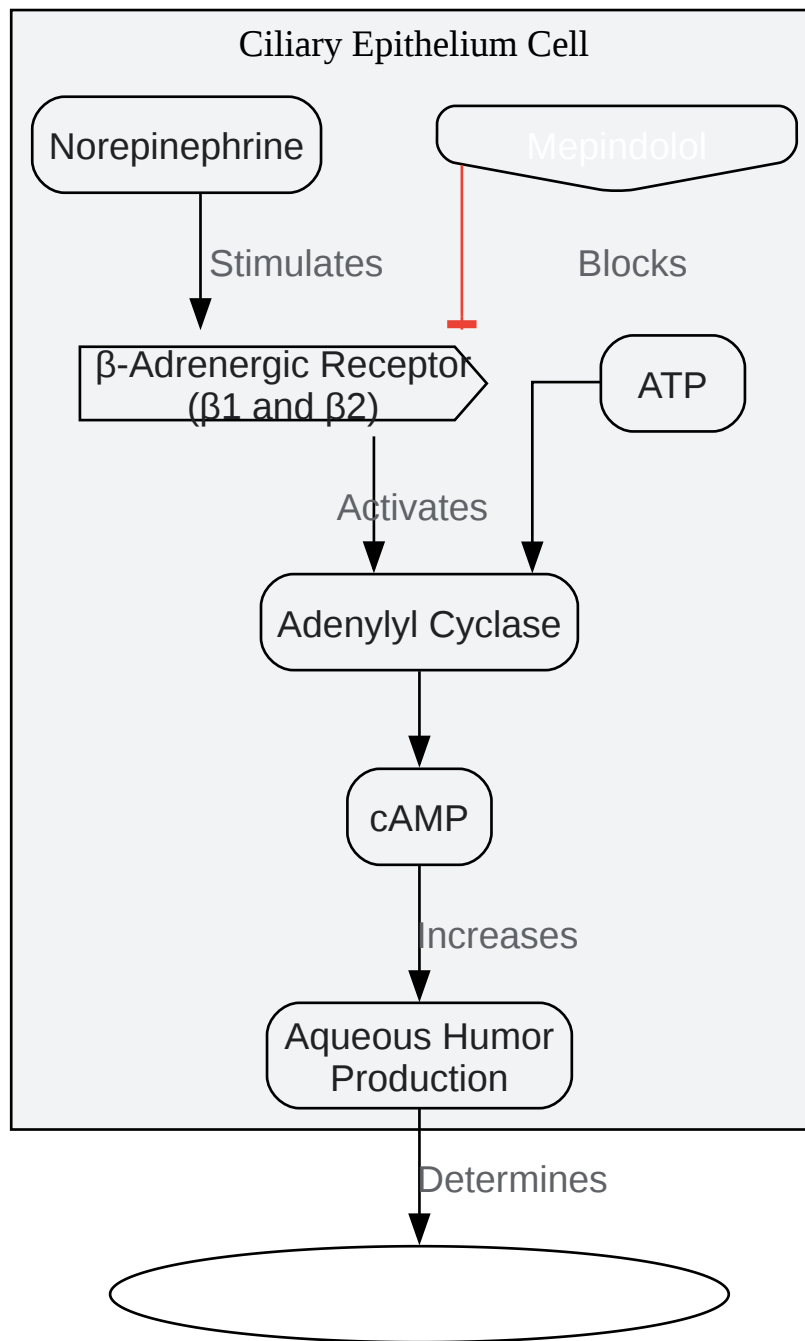 Ciliary Epithelium Cell
Norepinephrine
Mepindolol
Stimulates
Blocks
β-Adrenergic Receptor
(β1 and β2)
ATP
Activates
Adenylyl Cyclase
cAMP
Increases
Aqueous Humor
Production
Determines